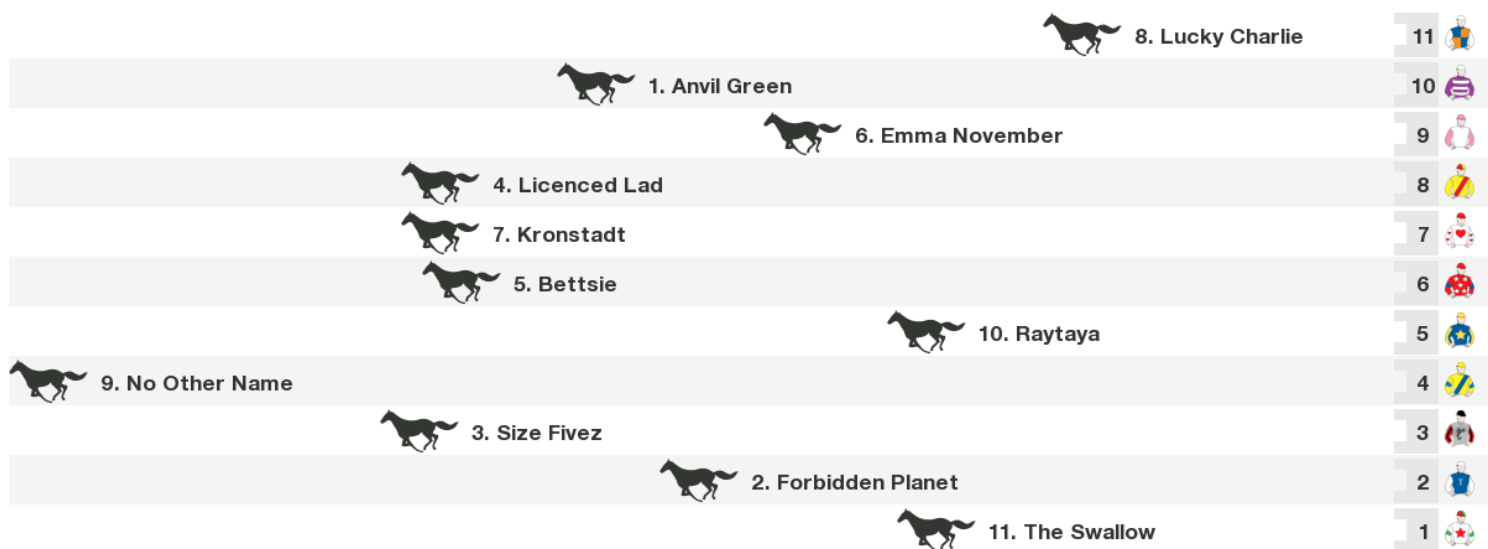 8. Lucky Charlie 11
1. Anvil Green 10
6. Emma November 9
4. Licenced Lad 8
7. Kronstadt 7
5. Bettsie 6
10. Raytaya 5
9. No Other Name 4
3. Size Fivez 3
2. Forbidden Planet 2 T
11. The Swallow 1